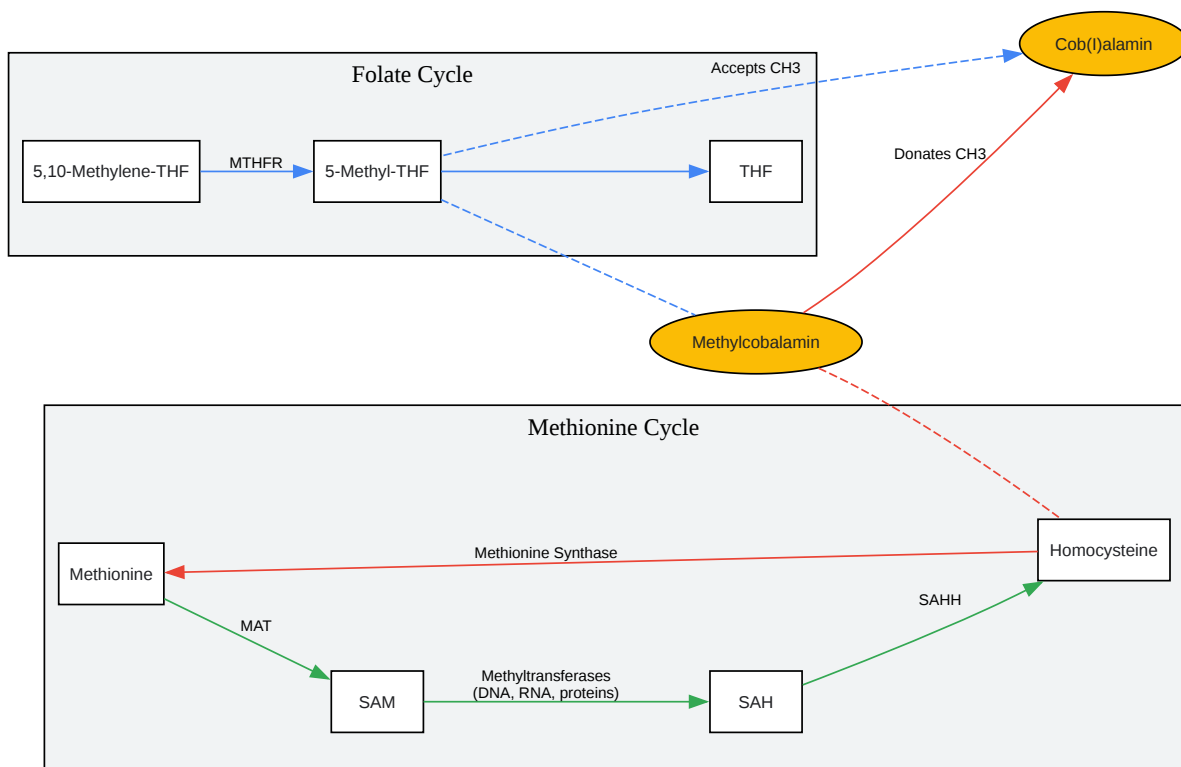 Cob(I)alamin
Folate Cycle
Accepts CH3
5,10-Methylene-THF
MTHFR
5-Methyl-THF
THF
Donates CH3
Methylcobalamin
Methionine Cycle
Methionine
Methionine Synthase
Homocysteine
MAT
SAHH
SAM
Methyltransferases
(DNA, RNA, proteins)
SAH